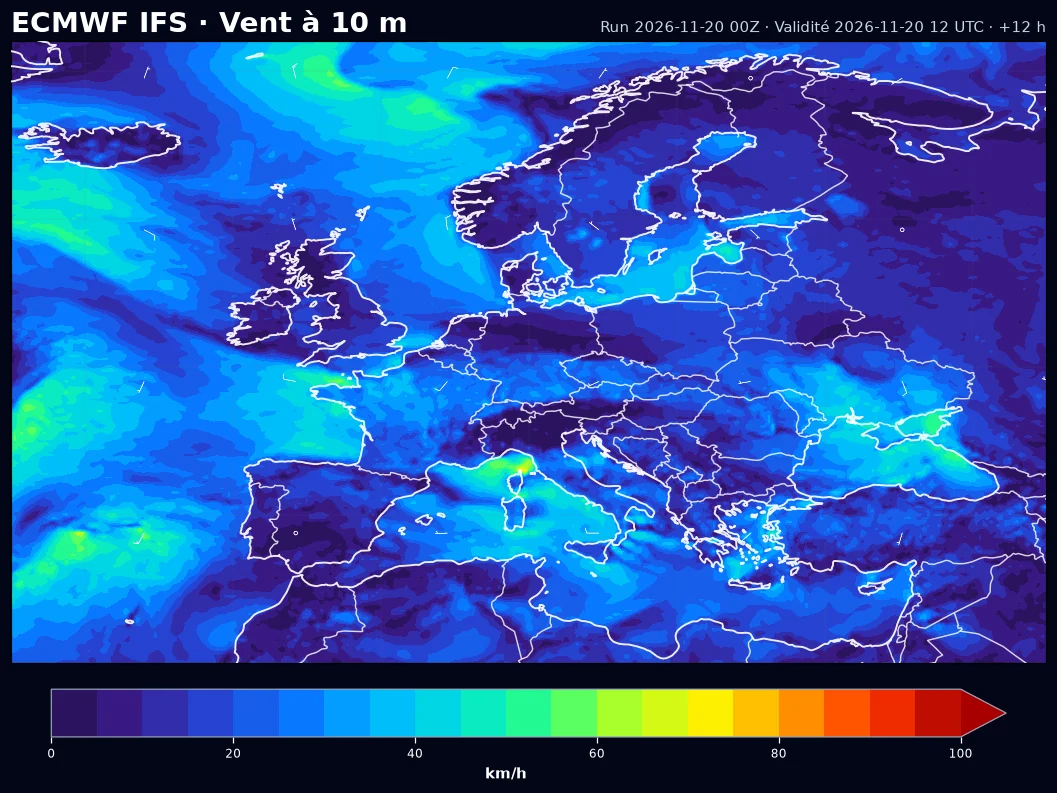 ECMWF IFS · Vent à 10 m
Run 2026-11-20 00Z · Validité 2026-11-20 12 UTC · +12 h
0 20 40 60 80 100
km/h